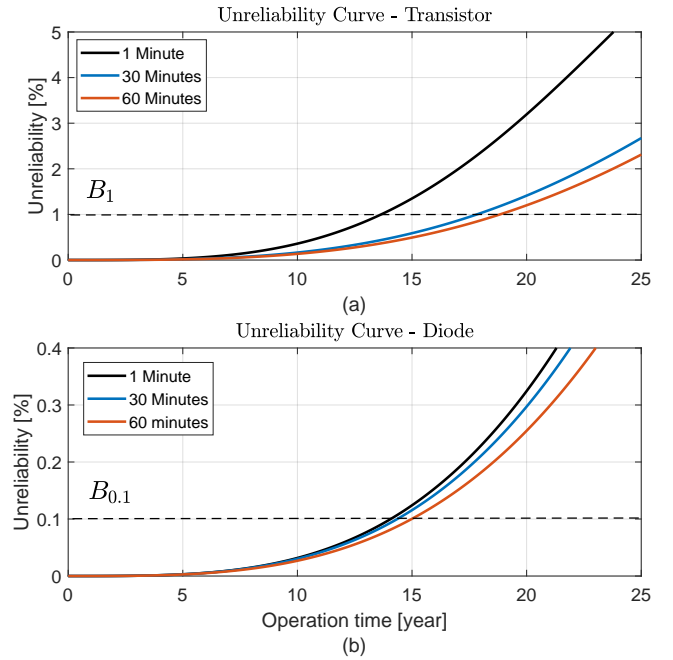 Unreliability Curve - Transistor
Unreliability [%]
5
4
3
2
1
0
1 Minute
30 Minutes
60 Minutes
B1
0 5 10 15 20 25
(a)
Unreliability Curve - Diode
Unreliability [%]
0.4
0.3
0.2
0.1
0
1 Minute
30 Minutes
60 minutes
B0.1
0 5 10 15 20 25
Operation time [year]
(b)